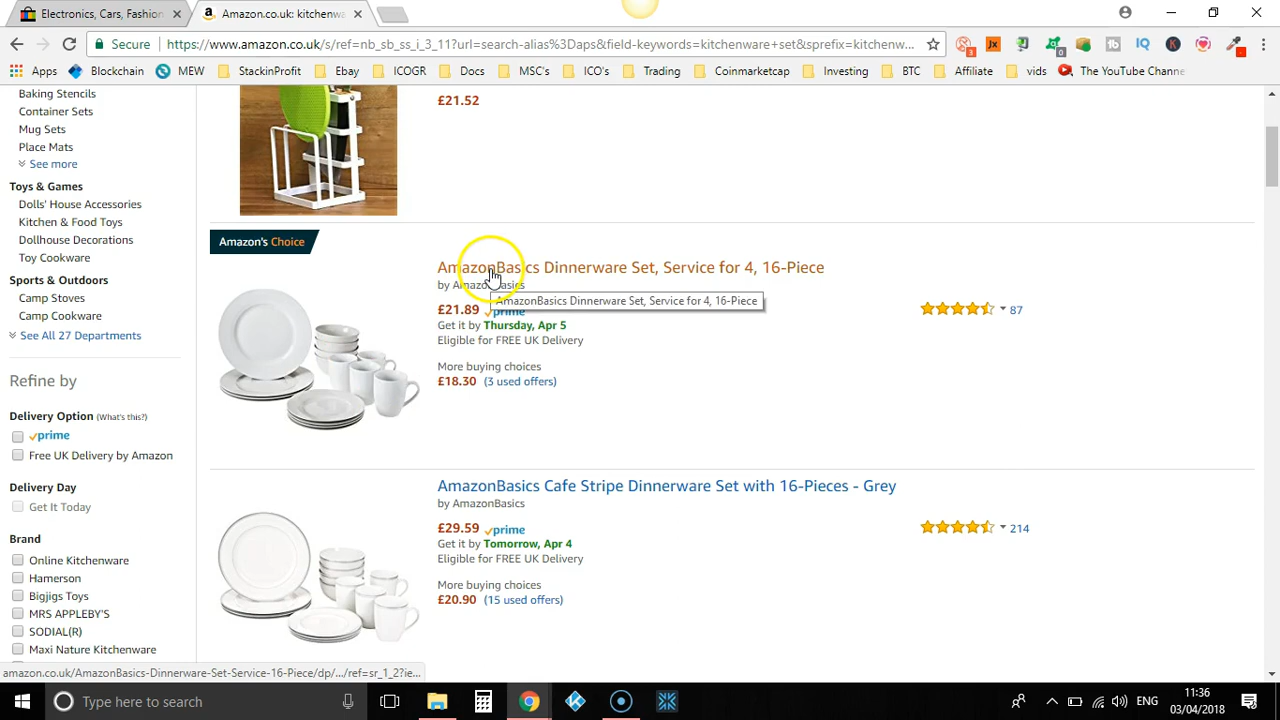 Electronics, Cars, Fashion
Amazon.co.uk: kitchenwa
Secure
https://www.amazon.co.uk/s/ref=nb_sb_ss_i_3_11?url=search-alias%3Daps&field-keywords=kitchenware+set&sprefix=kitchenw...
Apps
Blockchain
MEW
StackinProfit
Ebay
ICOGR
Docs
MSC's
ICO's
Trading
Coinmarketcap
Investing
BTC
Affiliate
vids
The YouTube Channe
Baking Stencils
Container Sets
Mug Sets
Place Mats
See more
Toys & Games
Dolls' House Accessories
Kitchen & Food Toys
Dollhouse Decorations
Toy Cookware
Sports & Outdoors
Camp Stoves
Camp Cookware
See All 27 Departments
Refine by
Delivery Option (What's this?)
prime
Free UK Delivery by Amazon
Delivery Day
Get It Today
Brand
Online Kitchenware
Hamerson
Bigjigs Toys
MRS APPLEBY'S
SODIAL(R)
Maxi Nature Kitchenware
£21.52
Amazon's Choice
AmazonBasics Dinnerware Set, Service for 4, 16-Piece
by AmazonBasics
AmazonBasics Dinnerware Set, Service for 4, 16-Piece
£21.89 prime
87
Get it by Thursday, Apr 5
Eligible for FREE UK Delivery
More buying choices
£18.30 (3 used offers)
AmazonBasics Cafe Stripe Dinnerware Set with 16-Pieces - Grey
by AmazonBasics
£29.59 prime
214
Get it by Tomorrow, Apr 4
Eligible for FREE UK Delivery
More buying choices
£20.90 (15 used offers)
amazon.co.uk/AmazonBasics-Dinnerware-Set-Service-16-Piece/dp/.../ref=sr_1_2?ie...
Type here to search
ENG
11:36
03/04/2018